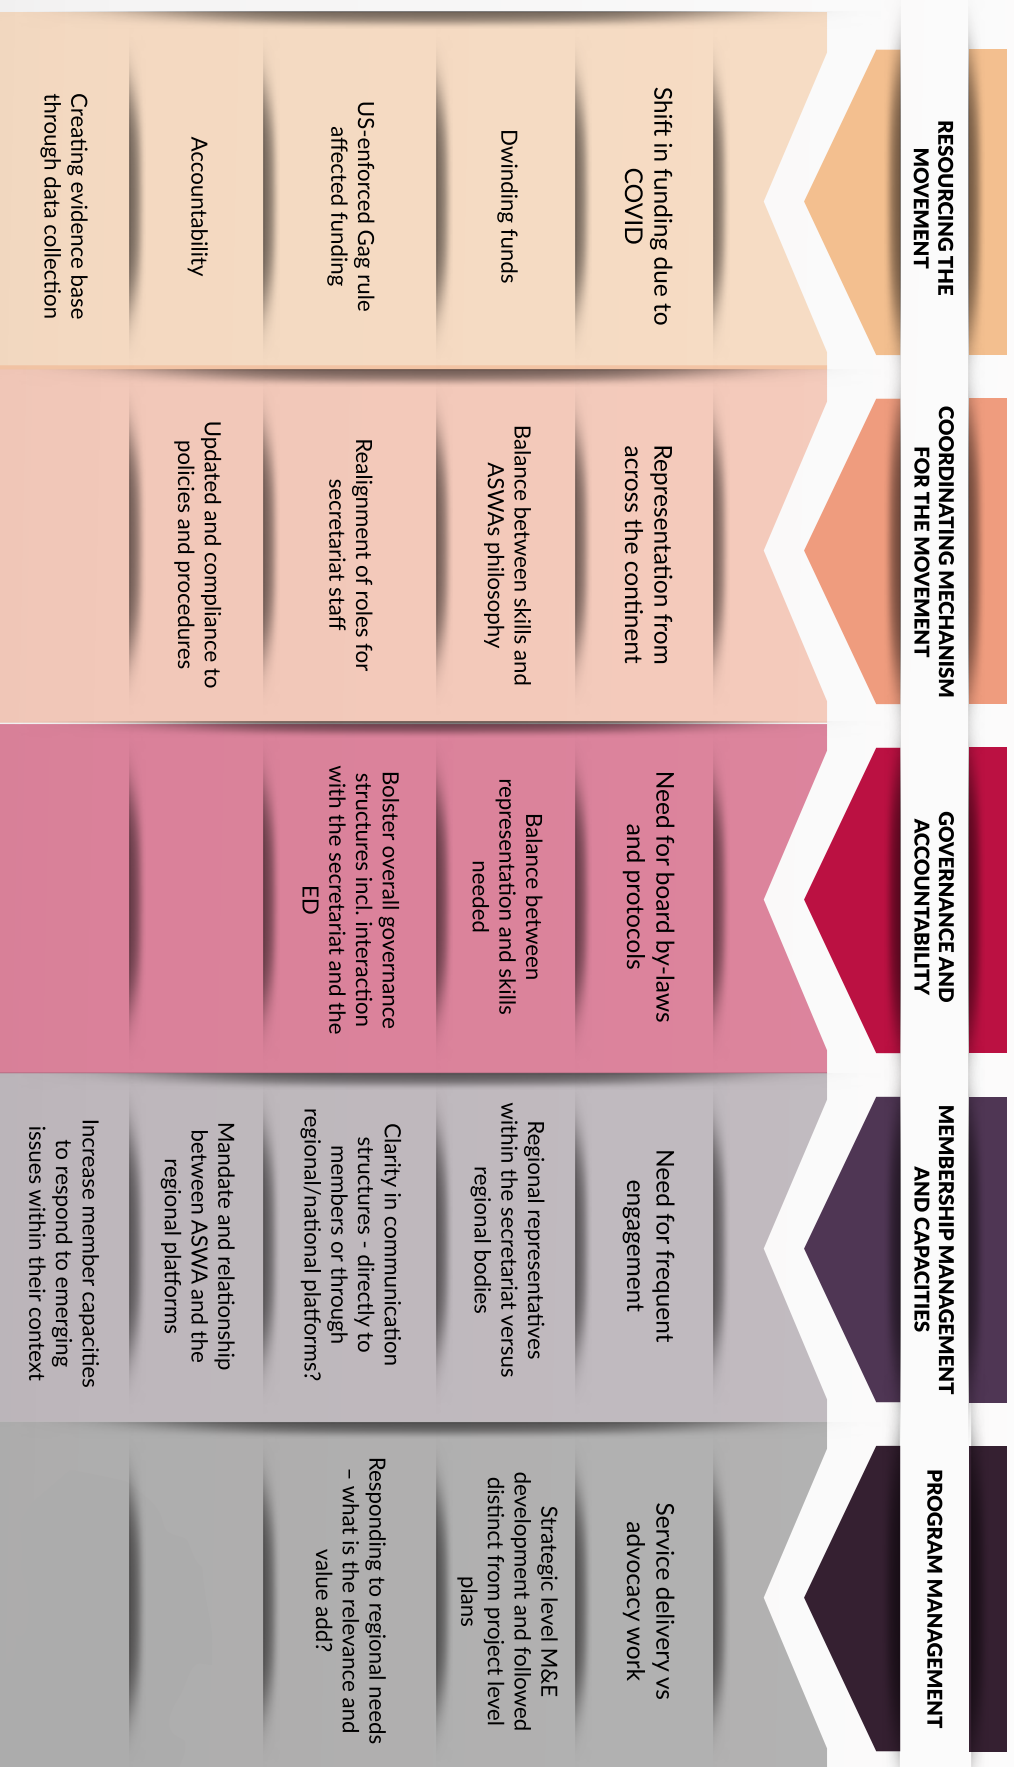 RESOURCING THE
MOVEMENT
Shift in funding due to
COVID
Dwinding funds
US-enforced Gag rule
affected funding
Accountability
Creating evidence base
through data collection
COORDINATING MECHANISM
FOR THE MOVEMENT
Representation from
across the continent
Balance between skills and
ASWAs philosophy
Realignment of roles for
secretariat staff
Updated and compliance to
policies and procedures
GOVERNANCE AND
ACCOUNTABILITY
Need for board by-laws
and protocols
Balance between
representation and skills
needed
Bolster overall governance
structures incl. interaction
with the secretariat and the
ED
MEMBERSHIP MANAGEMENT
AND CAPACITIES
Need for frequent
engagement
Regional representatives
within the secretariat versus
regional bodies
Clarity in communication
structures - directly to
members or through
regional/national platforms?
Mandate and relationship
between ASWA and the
regional platforms
Increase member capacities
to respond to emerging
issues within their context
PROGRAM MANAGEMENT
Service delivery vs
advocacy work
Strategic level M&E
development and followed
distinct from project level
plans
Responding to regional needs
– what is the relevance and
value add?